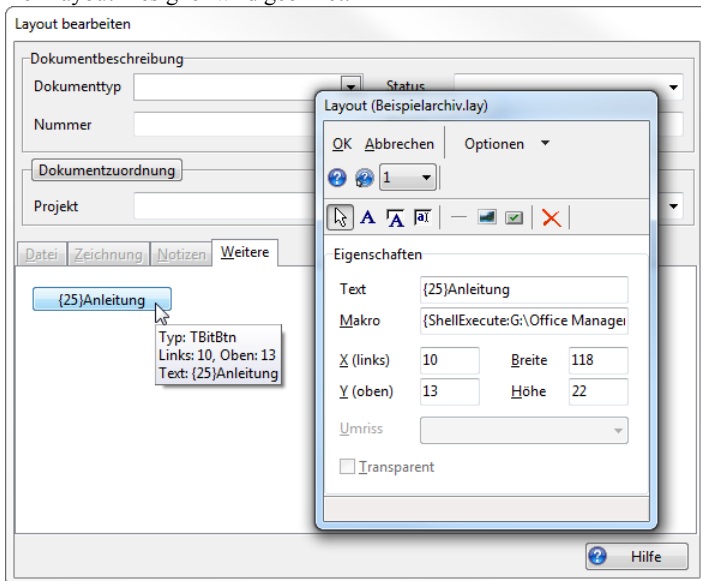 Layout bearbeiten
Dokumentbeschreibung
Dokumenttyp
Status
Nummer
Dokumentzuordnung
Projekt
Datei Zeichnung Notizen Weitere
{25}Anleitung
Typ: TBitBtn
Links: 10, Oben: 13
Text: {25}Anleitung
Layout (Beispielarchiv.lay)
OK Abbrechen Optionen
1
A A a
Eigenschaften
Text {25}Anleitung
Makro {ShellExecute:G:\Office Manager
X (links) 10 Breite 118
Y (oben) 13 Höhe 22
Umriss
Transparent
Hilfe